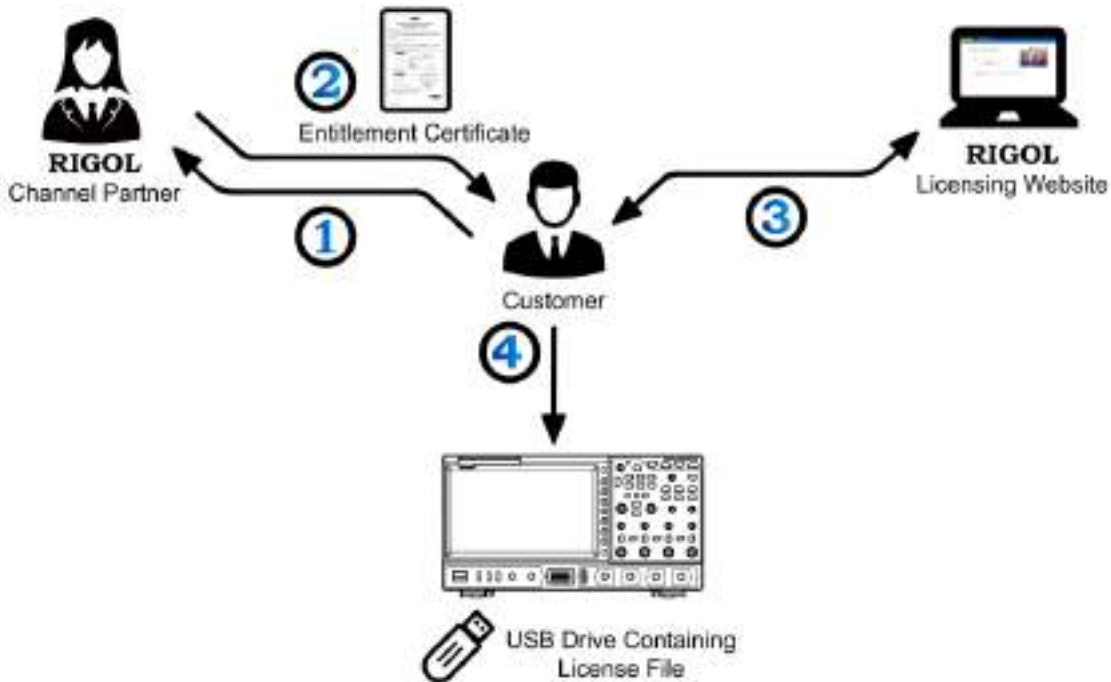 2
Entitlement Certificate
RIGOL
Channel Partner
1
RIGOL
Licensing Website
3
Customer
4
USB Drive Containing
License File